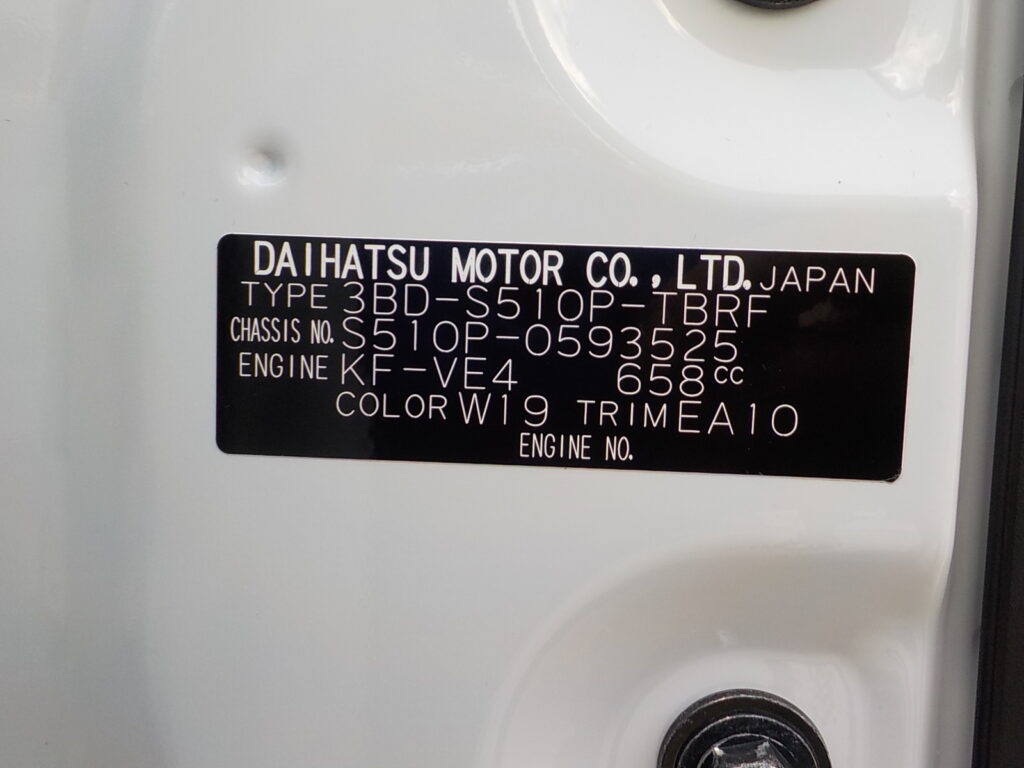 DAIHATSU MOTOR CO., LTD. JAPAN
TYPE 3BD-S510P-TBRF
CHASSIS NO. S510P-0593525
ENGINE KF-VE4 658cc
COLOR W19 TRIM EA10
ENGINE NO.